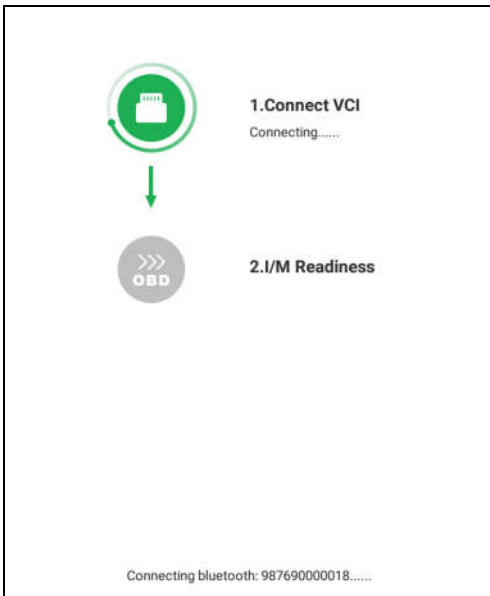 1.Connect VCI
Connecting......
>>>
OBD
2.I/M Readiness
Connecting bluetooth: 987690000018......